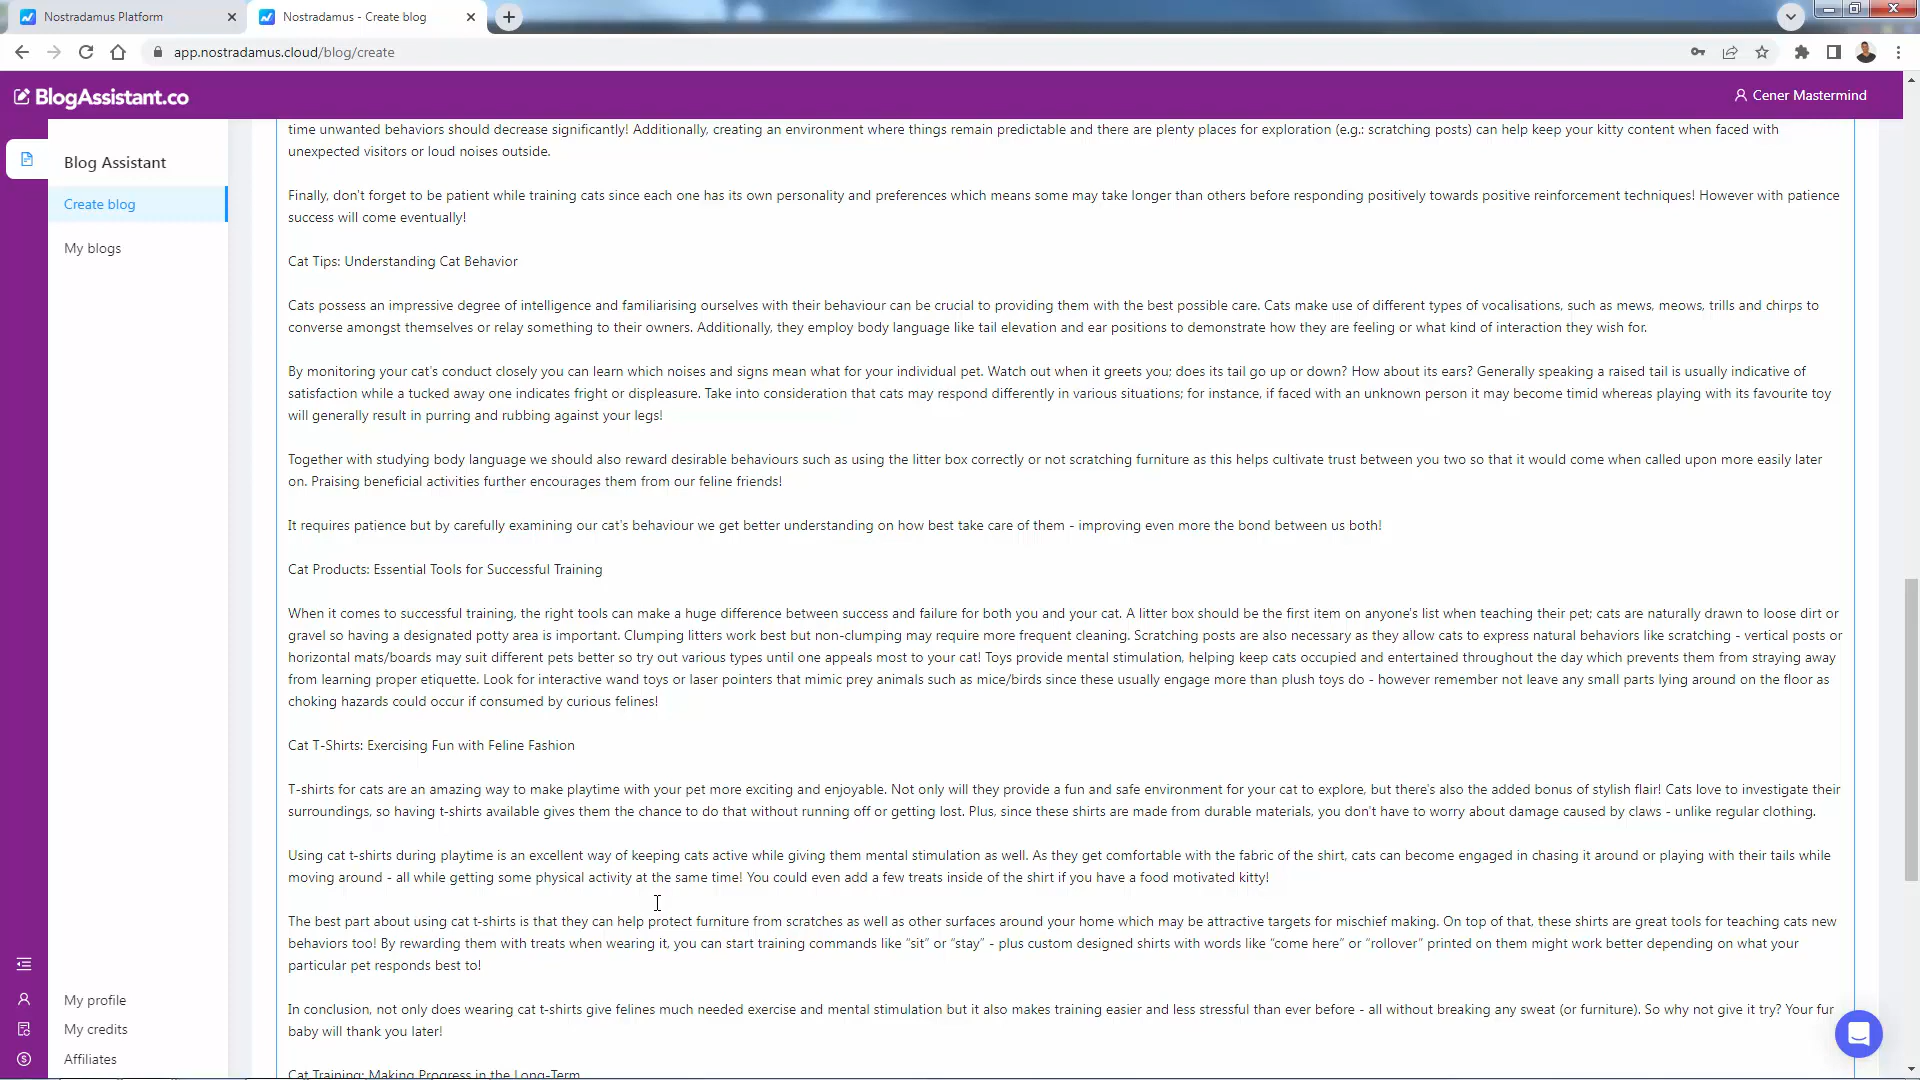 Nostradamus Platform
Nostradamus - Create blog
app.nostradamus.cloud/blog/create
BlogAssistant.co
Cener Mastermind
Blog Assistant
Create blog
My blogs
time unwanted behaviors should decrease significantly! Additionally, creating an environment where things remain predictable and there are plenty places for exploration (e.g.: scratching posts) can help keep your kitty content when faced with
unexpected visitors or loud noises outside.
Finally, don't forget to be patient while training cats since each one has its own personality and preferences which means some may take longer than others before responding positively towards positive reinforcement techniques! However with patience
success will come eventually!
Cat Tips: Understanding Cat Behavior
Cats possess an impressive degree of intelligence and familiarising ourselves with their behaviour can be crucial to providing them with the best possible care. Cats make use of different types of vocalisations, such as mews, meows, trills and chirps to
converse amongst themselves or relay something to their owners. Additionally, they employ body language like tail elevation and ear positions to demonstrate how they are feeling or what kind of interaction they wish for.
By monitoring your cat's conduct closely you can learn which noises and signs mean what for your individual pet. Watch out when it greets you; does its tail go up or down? How about its ears? Generally speaking a raised tail is usually indicative of
satisfaction while a tucked away one indicates fright or displeasure. Take into consideration that cats may respond differently in various situations; for instance, if faced with an unknown person it may become timid whereas playing with its favourite toy
will generally result in purring and rubbing against your legs!
Together with studying body language we should also reward desirable behaviours such as using the litter box correctly or not scratching furniture as this helps cultivate trust between you two so that it would come when called upon more easily later
on. Praising beneficial activities further encourages them from our feline friends!
It requires patience but by carefully examining our cat's behaviour we get better understanding on how best take care of them - improving even more the bond between us both!
Cat Products: Essential Tools for Successful Training
When it comes to successful training, the right tools can make a huge difference between success and failure for both you and your cat. A litter box should be the first item on anyone's list when teaching their pet; cats are naturally drawn to loose dirt or
gravel so having a designated potty area is important. Clumping litters work best but non-clumping may require more frequent cleaning. Scratching posts are also necessary as they allow cats to express natural behaviors like scratching - vertical posts or
horizontal mats/boards may suit different pets better so try out various types until one appeals most to your cat! Toys provide mental stimulation, helping keep cats occupied and entertained throughout the day which prevents them from straying away
from learning proper etiquette. Look for interactive wand toys or laser pointers that mimic prey animals such as mice/birds since these usually engage more than plush toys do - however remember not leave any small parts lying around on the floor as
choking hazards could occur if consumed by curious felines!
Cat T-Shirts: Exercising Fun with Feline Fashion
T-shirts for cats are an amazing way to make playtime with your pet more exciting and enjoyable. Not only will they provide a fun and safe environment for your cat to explore, but there's also the added bonus of stylish flair! Cats love to investigate their
surroundings, so having t-shirts available gives them the chance to do that without running off or getting lost. Plus, since these shirts are made from durable materials, you don't have to worry about damage caused by claws - unlike regular clothing.
Using cat t-shirts during playtime is an excellent way of keeping cats active while giving them mental stimulation as well. As they get comfortable with the fabric of the shirt, cats can become engaged in chasing it around or playing with their tails while
moving around - all while getting some physical activity at the same time! You could even add a few treats inside of the shirt if you have a food motivated kitty!
The best part about using cat t-shirts is that they can help protect furniture from scratches as well as other surfaces around your home which may be attractive targets for mischief making. On top of that, these shirts are great tools for teaching cats new
behaviors too! By rewarding them with treats when wearing it, you can start training commands like “sit” or “stay” - plus custom designed shirts with words like “come here” or “rollover” printed on them might work better depending on what your
particular pet responds best to!
In conclusion, not only does wearing cat t-shirts give felines much needed exercise and mental stimulation but it also makes training easier and less stressful than ever before - all without breaking any sweat (or furniture). So why not give it try? Your fur
baby will thank you later!
Cat Training: Making Progress in the Long-Term
My profile
My credits
Affiliates